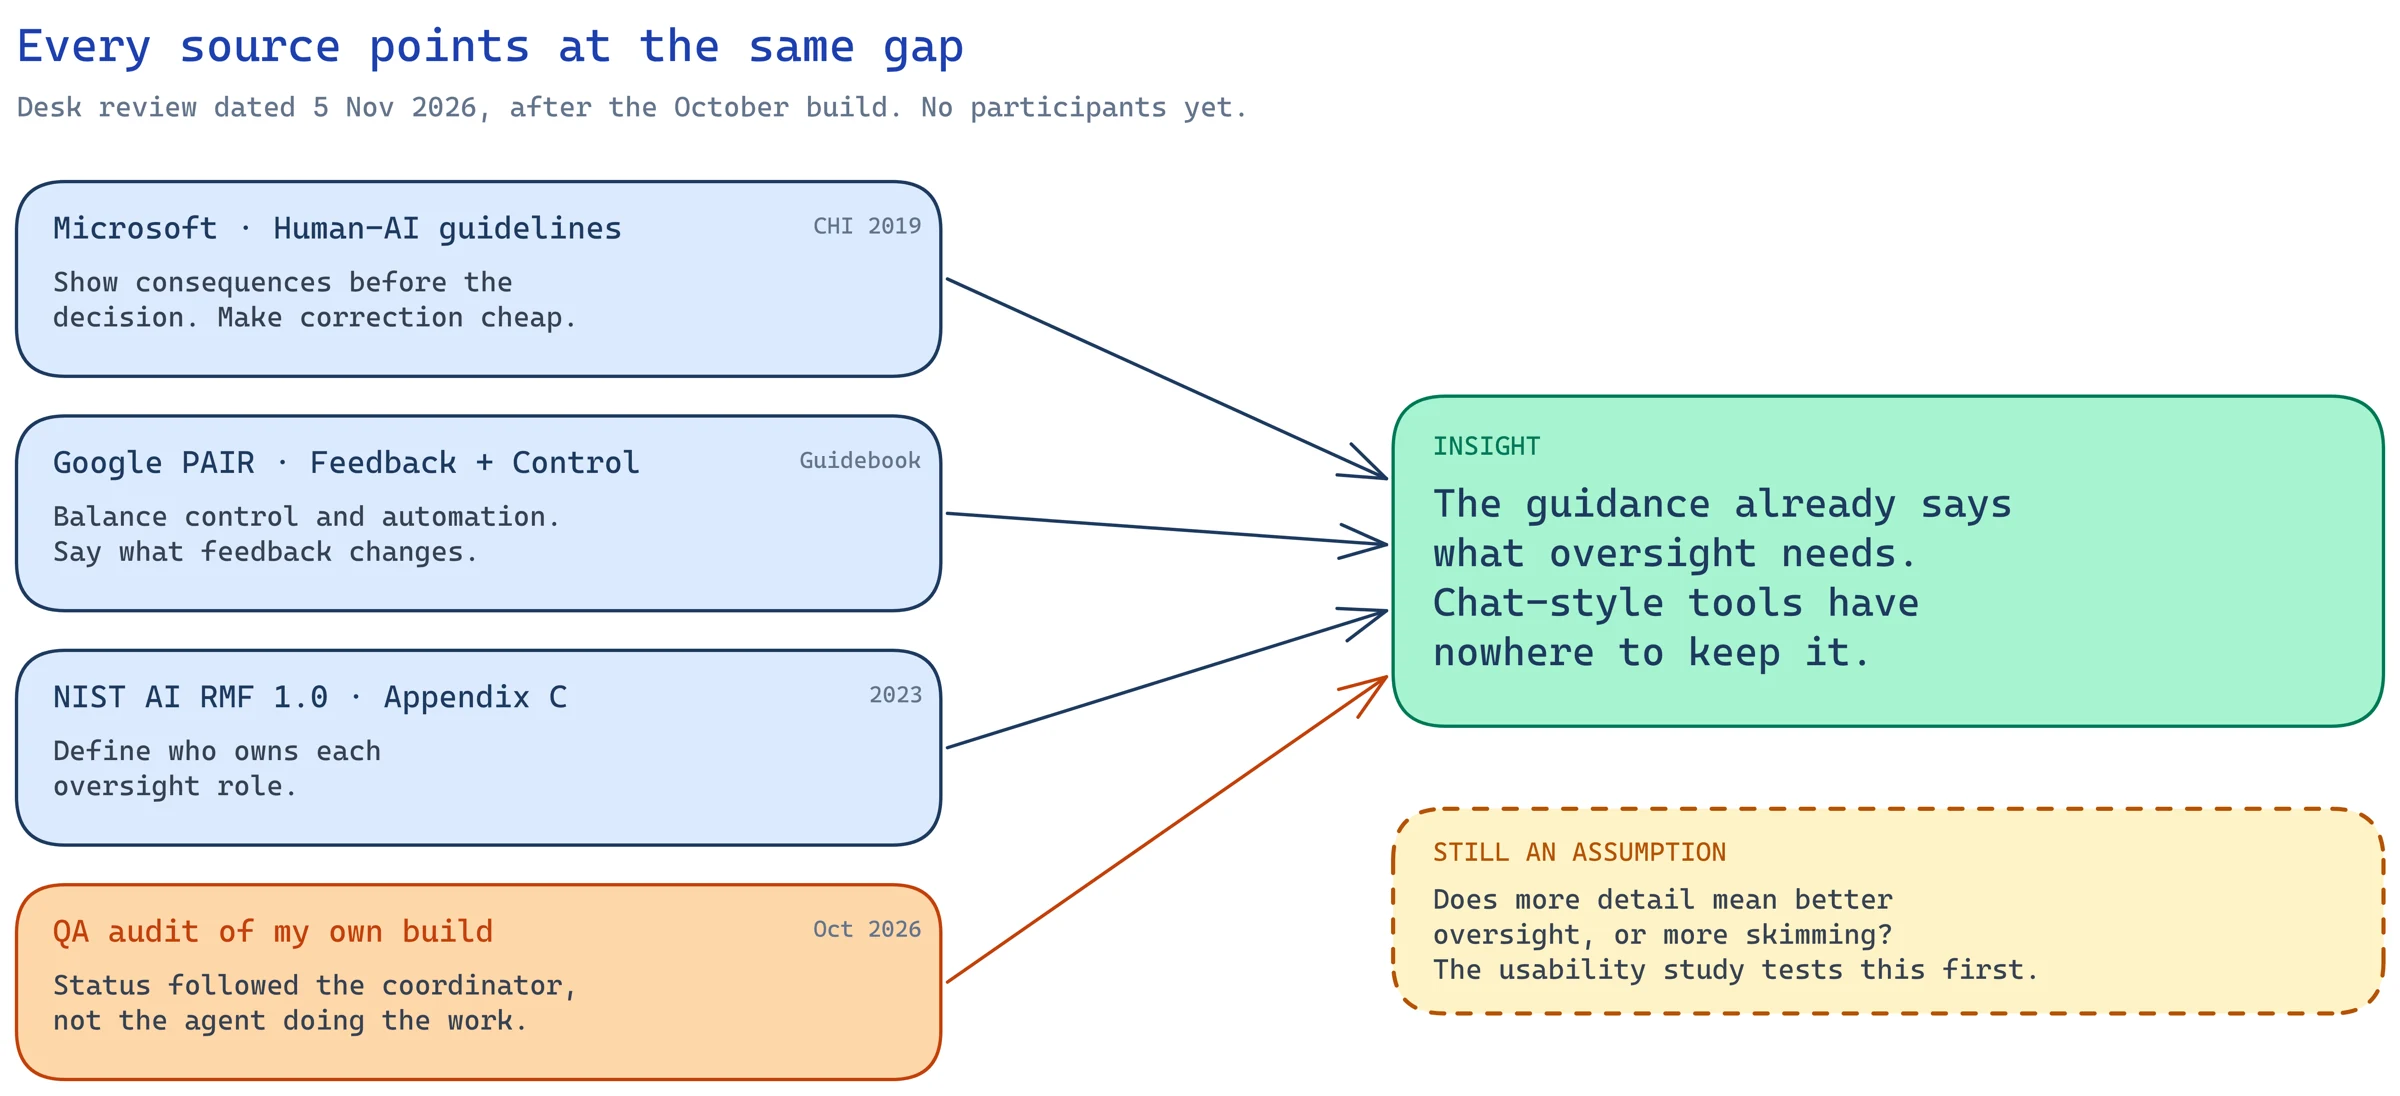 Every source points at the same gap
Desk review dated 5 Nov 2026, after the October build. No participants yet.
Microsoft · Human-AI guidelines
CHI 2019
Show consequences before the
decision. Make correction cheap.
Google PAIR · Feedback + Control
Guidebook
Balance control and automation.
Say what feedback changes.
NIST AI RMF 1.0 · Appendix C
2023
Define who owns each
oversight role.
QA audit of my own build
Oct 2026
Status followed the coordinator,
not the agent doing the work.
INSIGHT
The guidance already says
what oversight needs.
Chat-style tools have
nowhere to keep it.
STILL AN ASSUMPTION
Does more detail mean better
oversight, or more skimming?
The usability study tests this first.